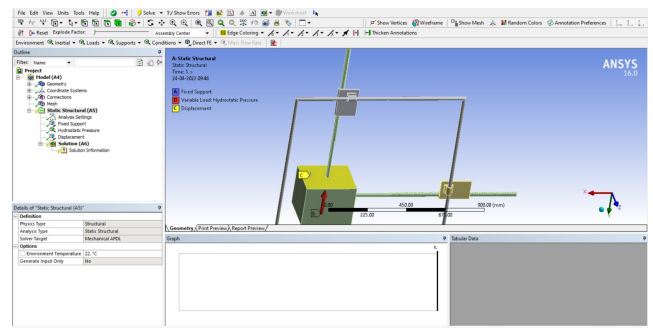 File Edit View Units Tools Help Solve ?/ Show Errors Worksheet
Show Vertices Wireframe Show Mesh Random Colors Annotation Preferences
Reset Explode Factor: Assembly Center Edge Coloring Thicken Annotations
Environment Inertial Loads Supports Conditions Direct FE Mass Flow Rate
Outline
Filter: Name
Project
Model (A4)
Geometry
Coordinate Systems
Connections
Mesh
Static Structural (A5)
Analysis Settings
Fixed Support
Hydrostatic Pressure
Displacement
Solution (A6)
Solution Information
Details of "Static Structural (A5)"
Definition
Physics Type Structural
Analysis Type Static Structural
Solver Target Mechanical APDL
Options
Environment Temperature 22. °C
Generate Input Only No
A: Static Structural
Static Structural
Time: 1. s
A Fixed Support
B Variable Load: Hydrostatic Pressure
C Displacement
ANSYS
16.0
C
B
0.00 450.00 900.00 (mm)
225.00 675.00
X
Z
Geometry Print Preview Report Preview
Graph
1.
Tabular Data